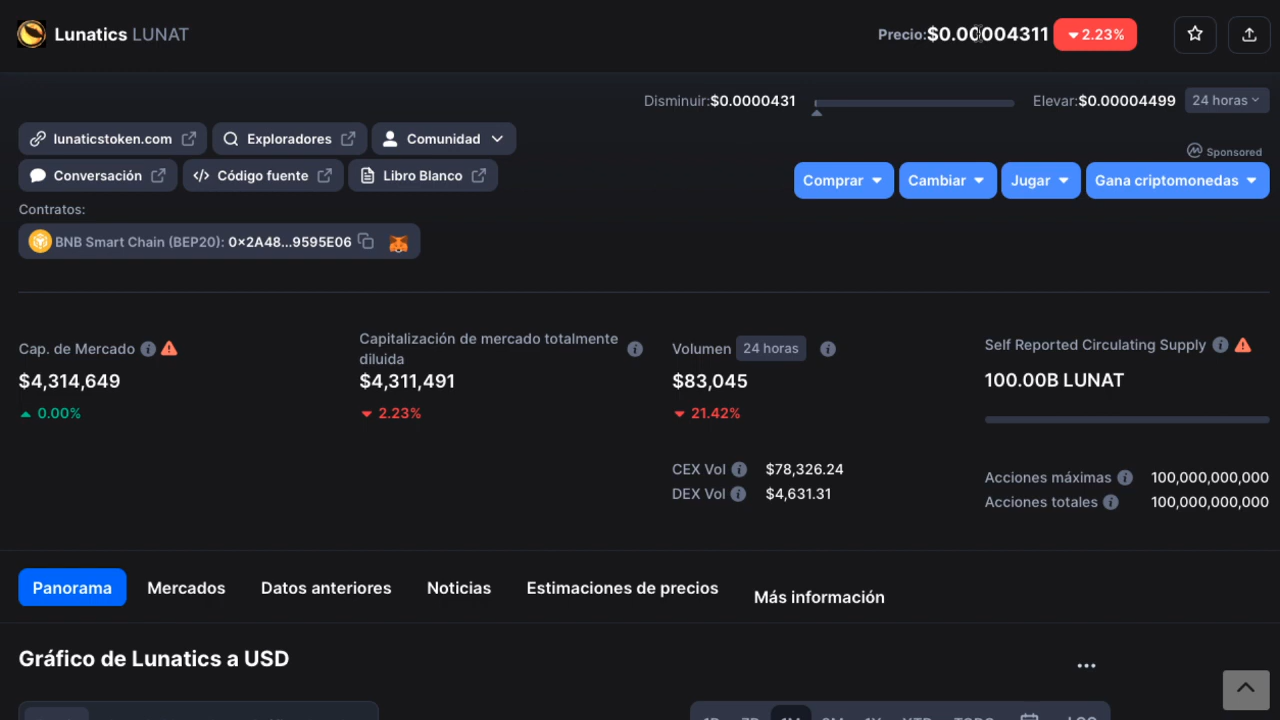 Lunatics LUNAT
Precio:$0.00004311 2.23%
Disminuir:$0.0000431 Elevar:$0.00004499 24 horas
lunaticstoken.com Exploradores Comunidad
Sponsored
Conversación Código fuente Libro Blanco
Comprar Cambiar Jugar Gana criptomonedas
Contratos:
BNB Smart Chain (BEP20): 0x2A48...9595E06
Cap. de Mercado
$4,314,649
0.00%
Capitalización de mercado totalmente
diluida
$4,311,491
2.23%
Volumen 24 horas
$83,045
21.42%
CEX Vol $78,326.24
DEX Vol $4,631.31
Self Reported Circulating Supply
100.00B LUNAT
Acciones máximas 100,000,000,000
Acciones totales 100,000,000,000
Panorama Mercados Datos anteriores Noticias Estimaciones de precios Más información
Gráfico de Lunatics a USD